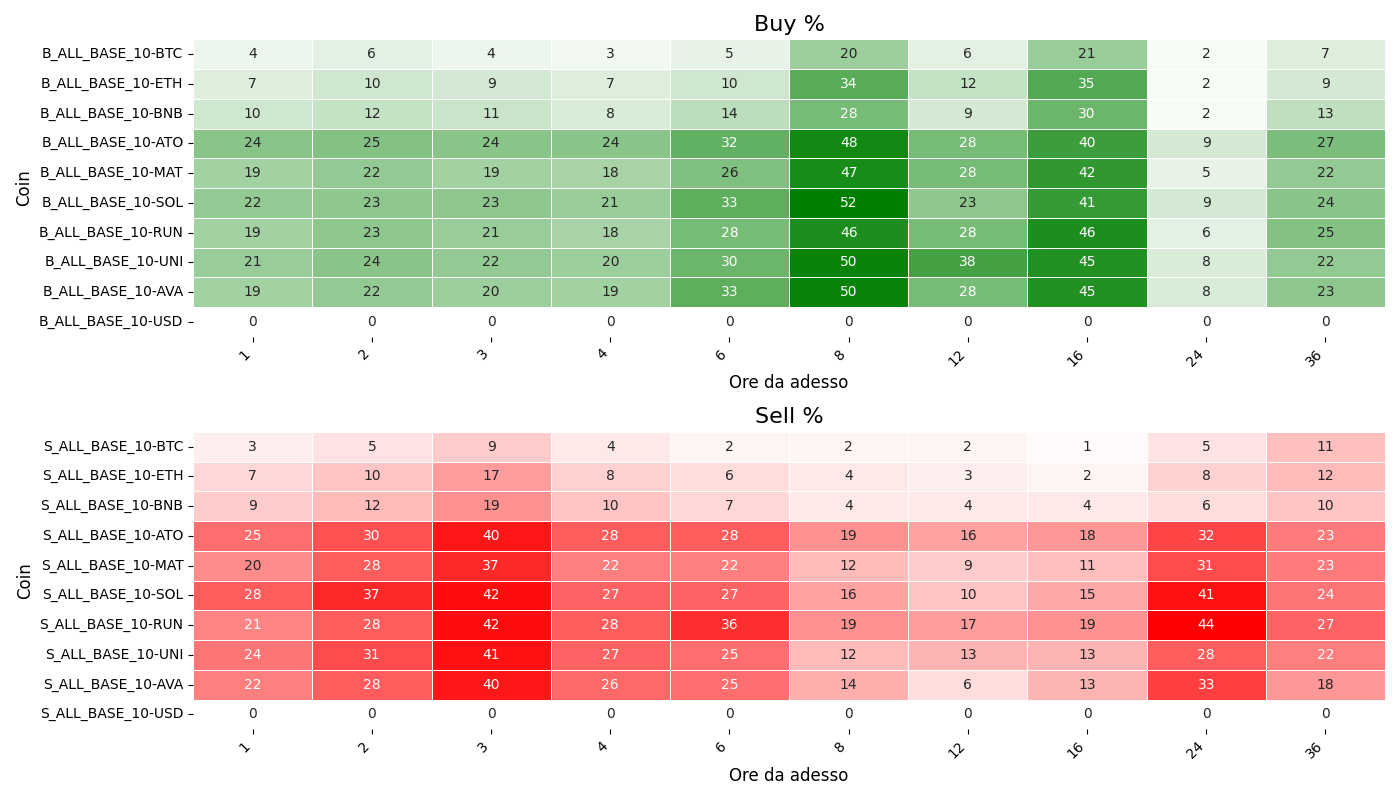 Buy %
Coin
B_ALL_BASE_10-BTC 4 6 4 3 5 20 6 21 2 7
B_ALL_BASE_10-ETH 7 10 9 7 10 34 12 35 2 9
B_ALL_BASE_10-BNB 10 12 11 8 14 28 9 30 2 13
B_ALL_BASE_10-ATO 24 25 24 24 32 48 28 40 9 27
B_ALL_BASE_10-MAT 19 22 19 18 26 47 28 42 5 22
B_ALL_BASE_10-SOL 22 23 23 21 33 52 23 41 9 24
B_ALL_BASE_10-RUN 19 23 21 18 28 46 28 46 6 25
B_ALL_BASE_10-UNI 21 24 22 20 30 50 38 45 8 22
B_ALL_BASE_10-AVA 19 22 20 19 33 50 28 45 8 23
B_ALL_BASE_10-USD 0 0 0 0 0 0 0 0 0 0
1 2 3 4 6 8 12 16 24 36
Ore da adesso
Sell %
Coin
S_ALL_BASE_10-BTC 3 5 9 4 2 2 2 1 5 11
S_ALL_BASE_10-ETH 7 10 17 8 6 4 3 2 8 12
S_ALL_BASE_10-BNB 9 12 19 10 7 4 4 4 6 10
S_ALL_BASE_10-ATO 25 30 40 28 28 19 16 18 32 23
S_ALL_BASE_10-MAT 20 28 37 22 22 12 9 11 31 23
S_ALL_BASE_10-SOL 28 37 42 27 27 16 10 15 41 24
S_ALL_BASE_10-RUN 21 28 42 28 36 19 17 19 44 27
S_ALL_BASE_10-UNI 24 31 41 27 25 12 13 13 28 22
S_ALL_BASE_10-AVA 22 28 40 26 25 14 6 13 33 18
S_ALL_BASE_10-USD 0 0 0 0 0 0 0 0 0 0
1 2 3 4 6 8 12 16 24 36
Ore da adesso